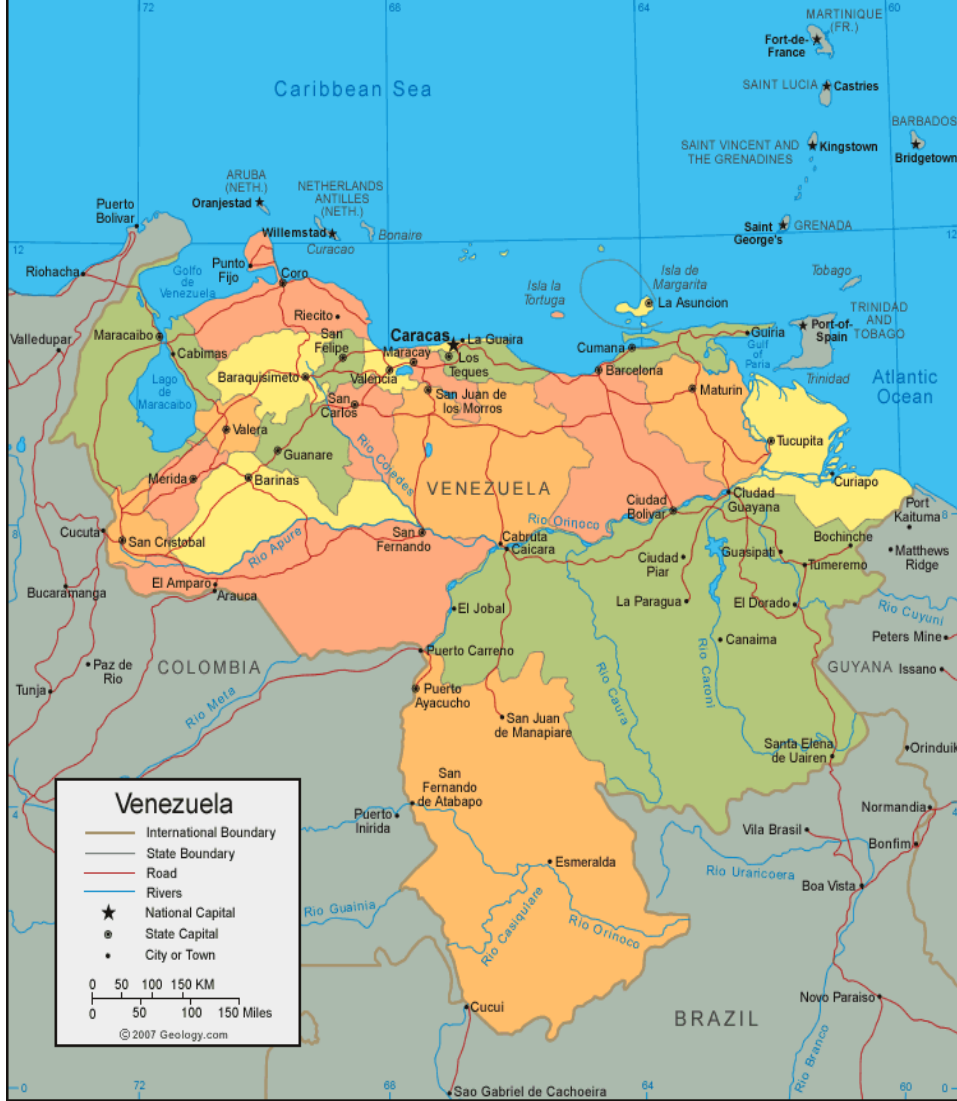 72
68
64
60
MARTINIQUE
(FR.)
Fort-de-
France
SAINT LUCIA
Castries
Caribbean Sea
BARBADOS
Bridgetown
SAINT VINCENT AND
THE GRENADINES
Kingstown
ARUBA
(NETH.)
Oranjestad
NETHERLANDS
ANTILLES
(NETH.)
Willemstad
Curacao
Bonaire
Puerto
Bolivar
Saint
George's
GRENADA
12
12
Riohacha
Golfo
de
Venezuela
Punto
Fijo
Coro
Isla la
Tortuga
Isla de
Margarita
La Asuncion
Tobago
TRINIDAD
AND
TOBAGO
Port-of-
Spain
Trinidad
Valledupar
Maracaibo
Cabimas
Riecito
San
Felipe
Caracas
La Guaira
Maracay
Los
Teques
Valencia
Cumana
Guiria
Gulf
of
Paria
Barcelona
Atlantic
Ocean
Lago
de
Maracaibo
Baraquisimeto
San
Carlos
San Juan de
los Morros
Maturin
Valera
Guanare
Rio Cojedes
Tucupita
Merida
Barinas
VENEZUELA
Ciudad
Bolivar
Ciudad
Guayana
Curiapo
Port
Kaituma
8
8
Cucuta
San Cristobal
Rio Apure
San
Fernando
Rio Orinoco
Cabruta
Caicara
Ciudad
Piar
Guasipati
Bochinche
Tumeremo
Matthews
Ridge
Bucaramanga
El Amparo
Arauca
El Jobal
La Paragua
El Dorado
Rio Cuyuni
Canaima
Peters Mine
COLOMBIA
Puerto Carreno
Paz de
Rio
Tunja
Rio Meta
Puerto
Ayacucho
Rio Caura
Rio Caroni
GUYANA
Issano
San Juan
de Manapiare
Santa Elena
de Uairen
Orinduik
San
Fernando
de Atabapo
Puerto
Inirida
4
4
Normandia
Vila Brasil
Bonfim
Esmeralda
Rio Uraricoera
Boa Vista
Rio Guainia
Rio Casiquiare
Rio Orinoco
Cucui
Novo Paraiso
BRAZIL
Rio Branco
Sao Gabriel de Cachoeira
Venezuela
International Boundary
State Boundary
Road
Rivers
National Capital
State Capital
City or Town
0 50 100 150 KM
0 50 100 150 Miles
© 2007 Geology.com
0
72
68
64
60
0